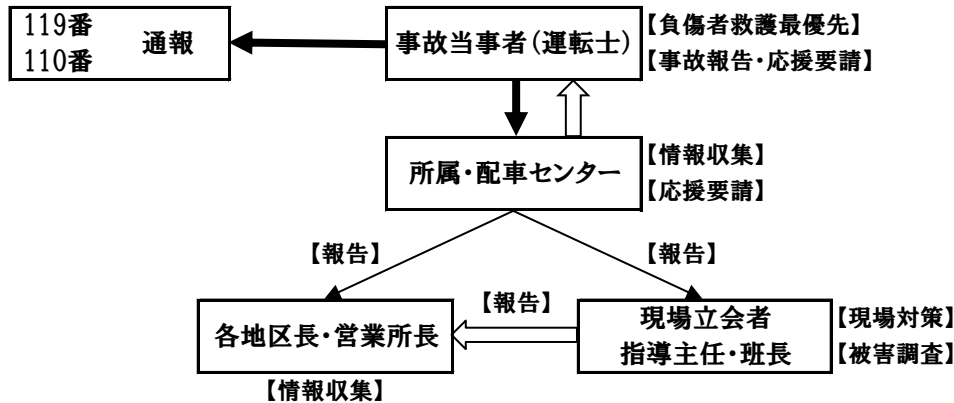 119番
110番
通報
事故当事者(運転士)
【負傷者救護最優先】
【事故報告・応援要請】
所属・配車センター
【情報収集】
【応援要請】
【報告】
【報告】
【報告】
各地区長・営業所長
現場立会者
指導主任・班長
【現場対策】
【被害調査】
【情報収集】